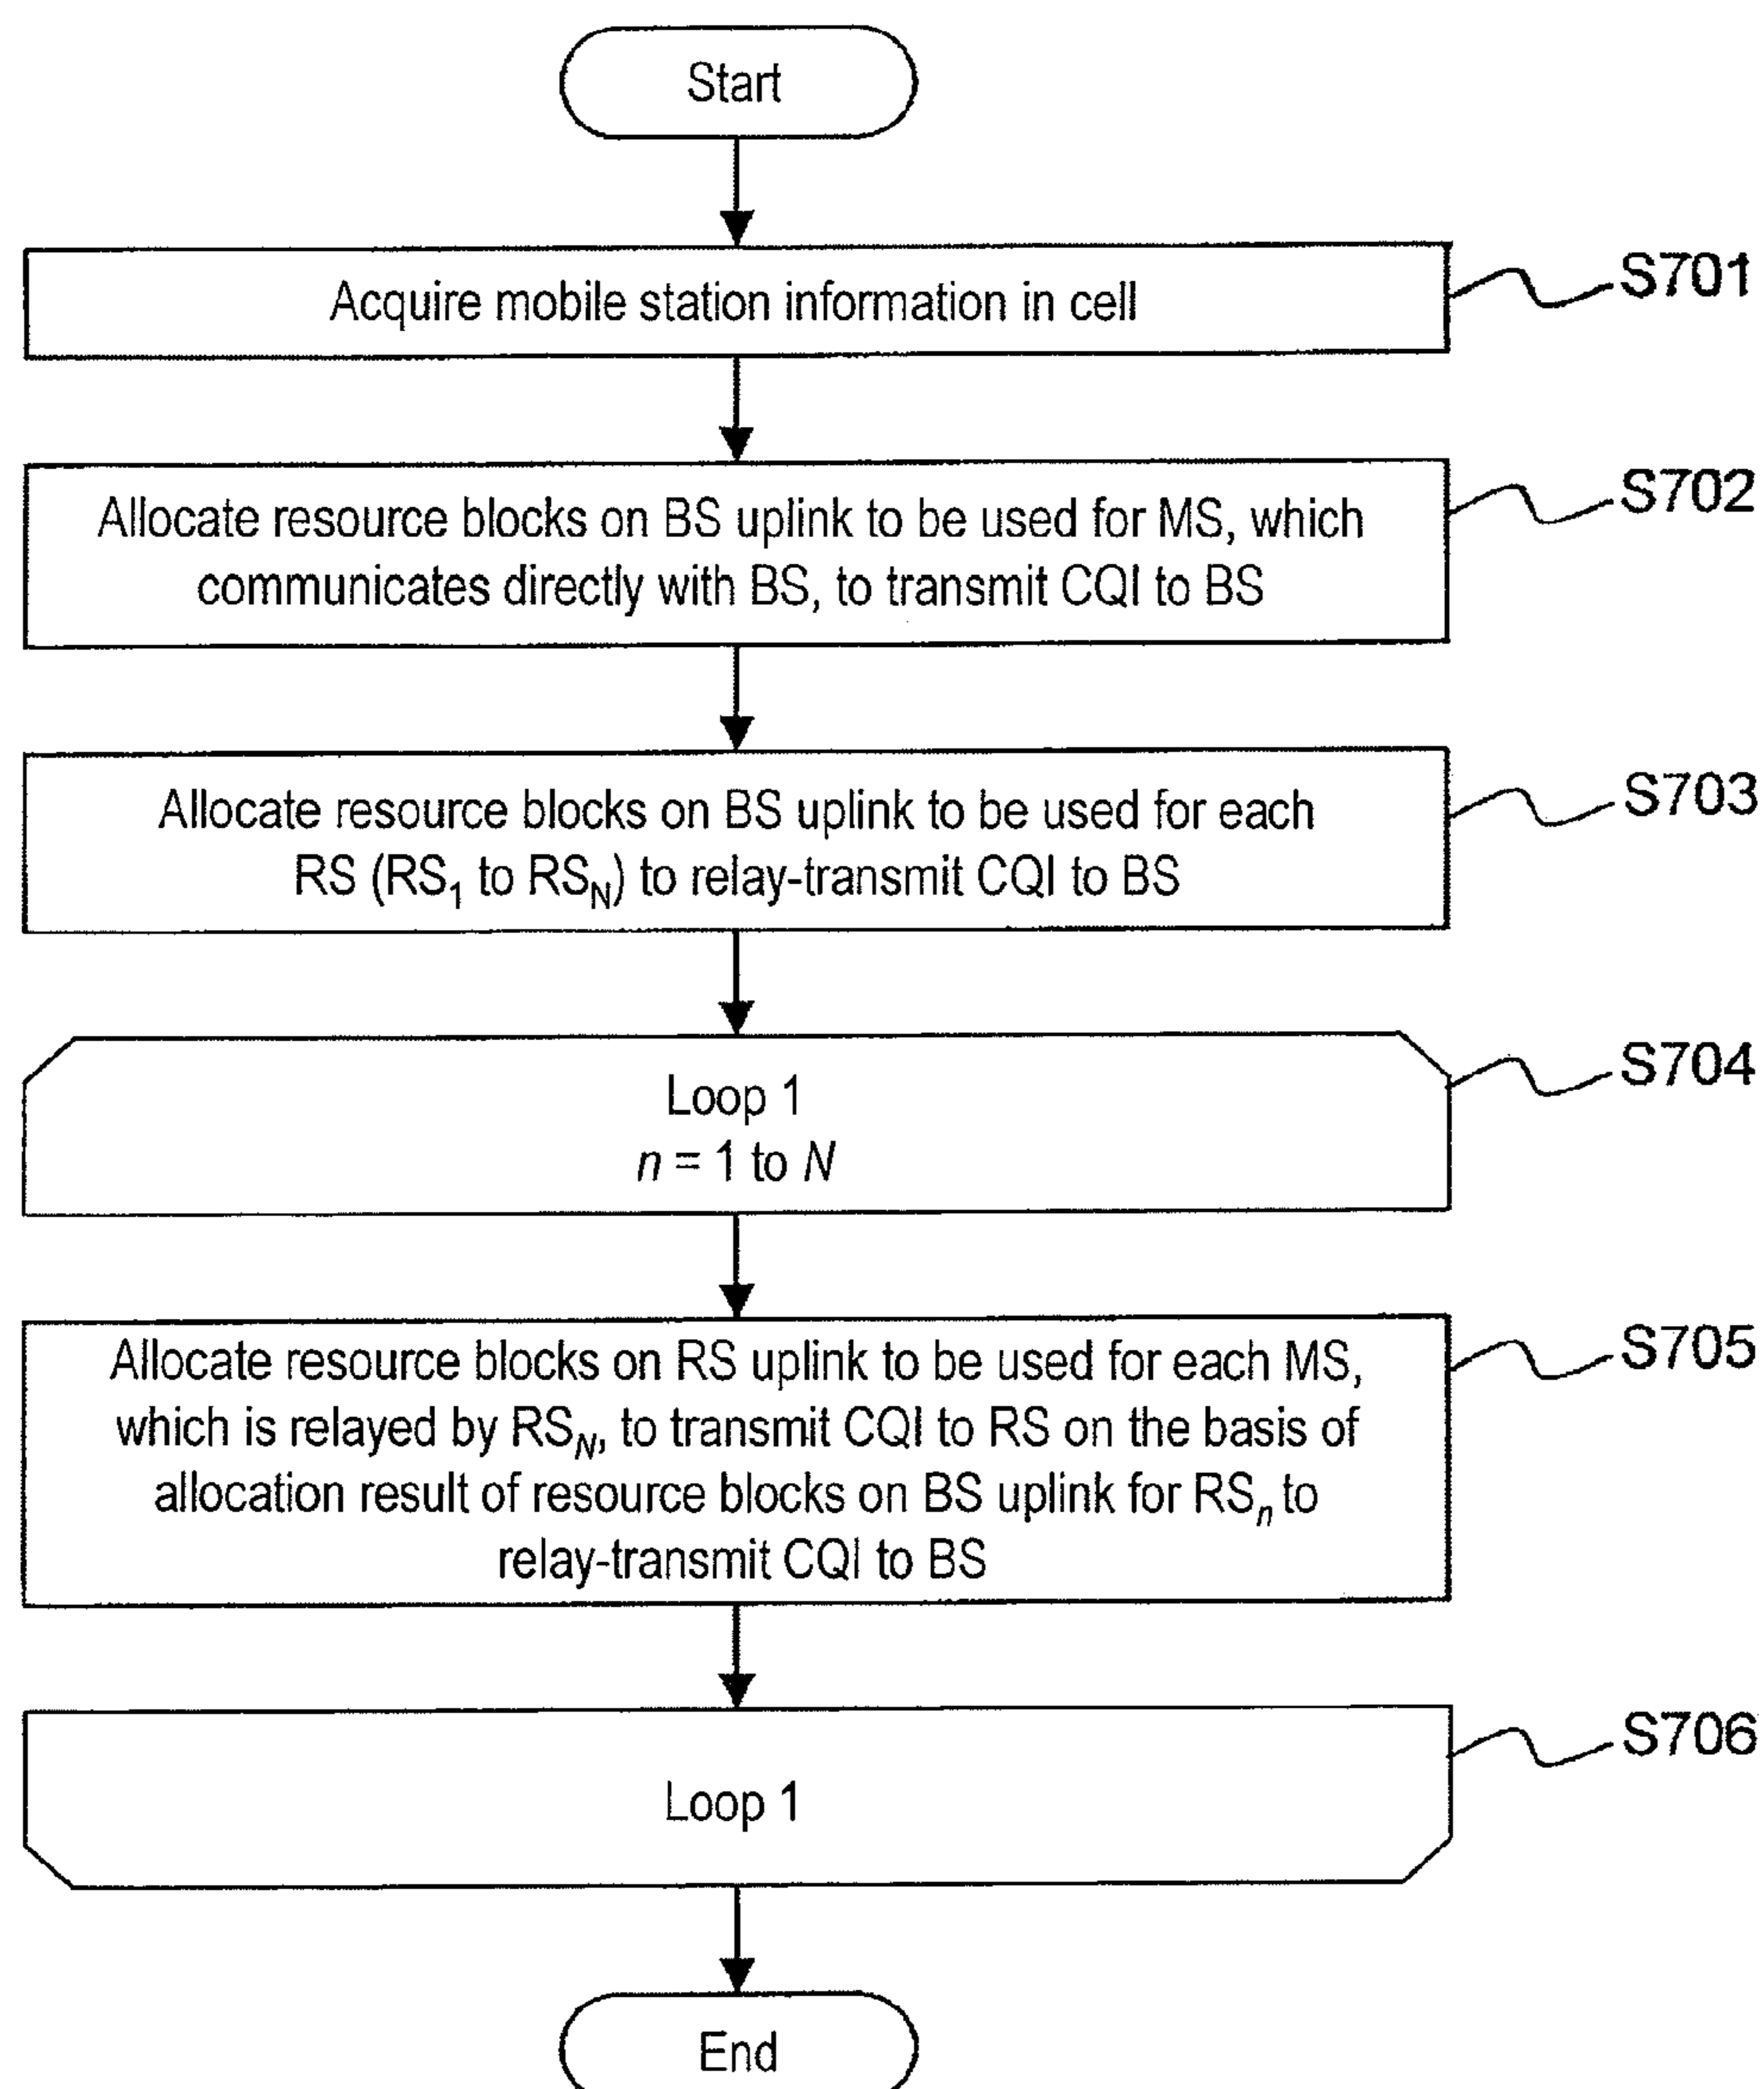 Start
Acquire mobile station information in cell
S701
Allocate resource blocks on BS uplink to be used for MS, which
communicates directly with BS, to transmit CQI to BS
S702
Allocate resource blocks on BS uplink to be used for each
RS (RS₁ to RS_N) to relay-transmit CQI to BS
S703
Loop 1
n = 1 to N
S704
Allocate resource blocks on RS uplink to be used for each MS,
which is relayed by RS_N, to transmit CQI to RS on the basis of
allocation result of resource blocks on BS uplink for RS_n to
relay-transmit CQI to BS
S705
Loop 1
S706
End